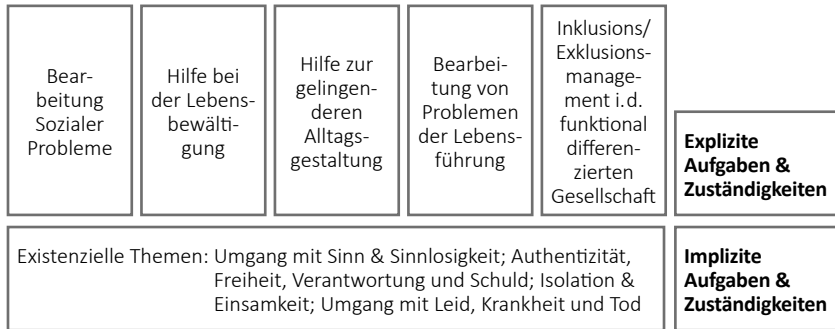 Bear-
beitung
Sozialer
Probleme
Hilfe bei
der Lebens-
bewälti-
gung
Hilfe zur
gelingen-
deren
Alltags-
gestaltung
Bearbei-
tung von
Problemen
der Lebens-
führung
Inklusions/
Exklusions-
manage-
ment i.d.
funktional
differen-
zierten
Gesellschaft
Explizite
Aufgaben &
Zuständigkeiten
Existenzielle Themen: Umgang mit Sinn & Sinnlosigkeit; Authentizität,
Freiheit, Verantwortung und Schuld; Isolation &
Einsamkeit; Umgang mit Leid, Krankheit und Tod
Implizite
Aufgaben &
Zuständigkeiten